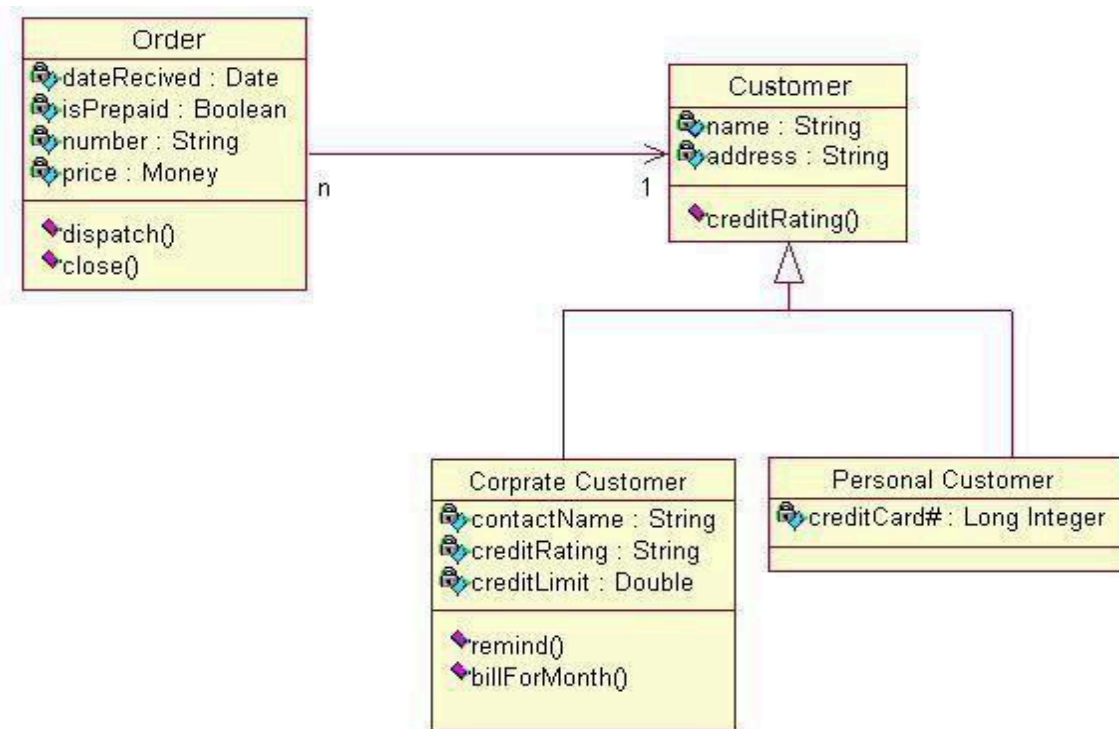 Order
dateRecived : Date
isPrepaid : Boolean
number : String
price : Money
dispatch()
close()
n
1
Customer
name : String
address : String
creditRating()
Corprate Customer
contactName : String
creditRating : String
creditLimit : Double
remind()
billForMonth()
Personal Customer
creditCard# : Long Integer